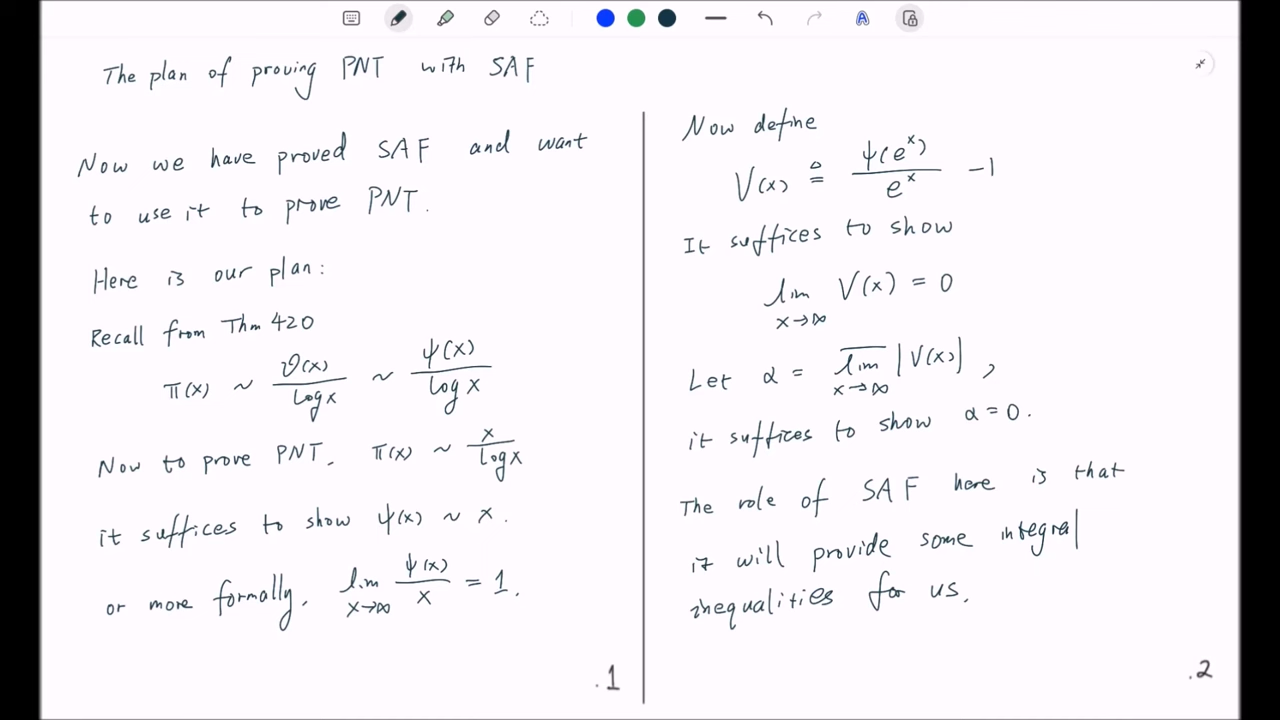 The plan of proving PNT with SAF
Now we have proved SAF and want
to use it to prove PNT.
Here is our plan:
Recall from Thm 420
π(x) ~ ϑ(x)/log x ~ ψ(x)/log x
Now to prove PNT. π(x) ~ x/log x
it suffices to show ψ(x) ~ x.
or more formally. lim_{x→∞} ψ(x)/x = 1.
.1
Now define
V(x) ≜ ψ(e^x)/e^x -1
It suffices to show
lim_{x→∞} V(x) = 0
Let α = \overline{lim}_{x→∞} |V(x)|,
it suffices to show α=0.
The role of SAF here is that
it will provide some integral
inequalities for us.
.2